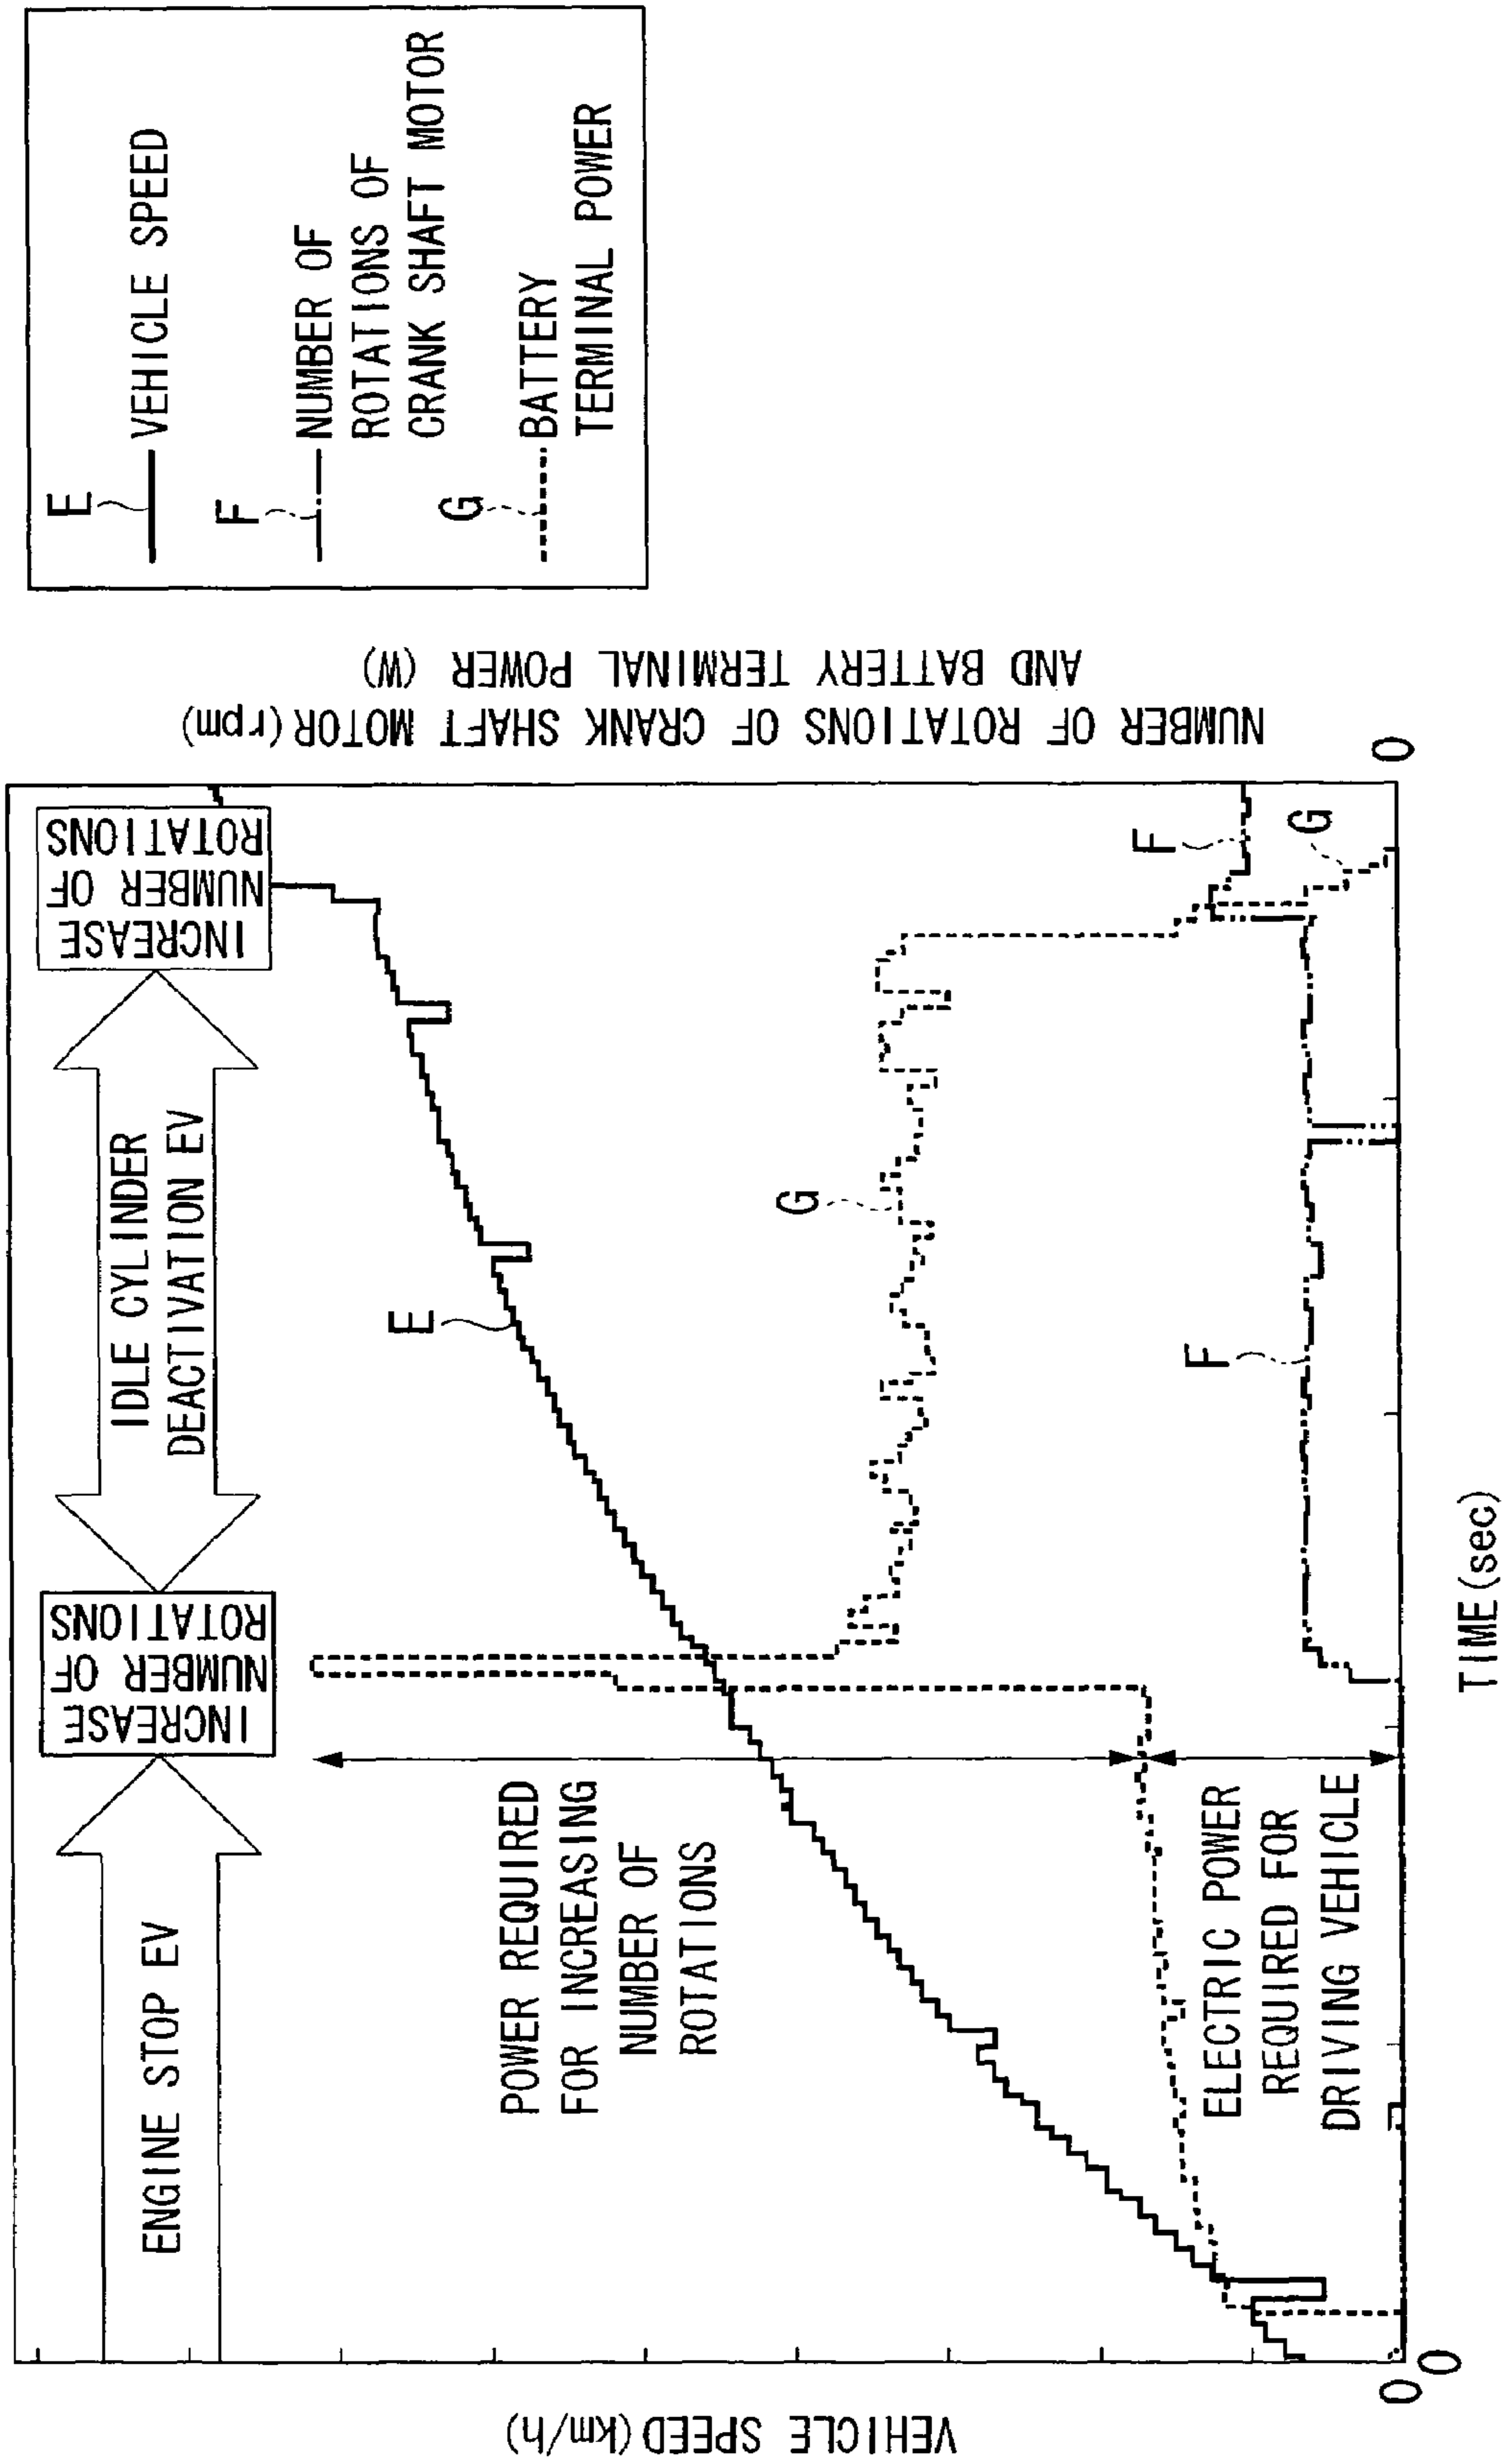 E
VEHICLE SPEED
F
NUMBER OF
ROTATIONS OF
CRANK SHAFT MOTOR
G
BATTERY
TERMINAL POWER
ENGINE STOP EV
INCREASE
NUMBER OF
ROTATIONS
IDLE CYLINDER
DEACTIVATION EV
INCREASE
NUMBER OF
ROTATIONS
E
G
F
F
G
POWER REQUIRED
FOR INCREASING
NUMBER OF
ROTATIONS
ELECTRIC POWER
REQUIRED FOR
DRIVING VEHICLE
VEHICLE SPEED(km/h)
0
0
TIME(sec)
0
NUMBER OF ROTATIONS OF CRANK SHAFT MOTOR(rpm)
AND BATTERY TERMINAL POWER (W)